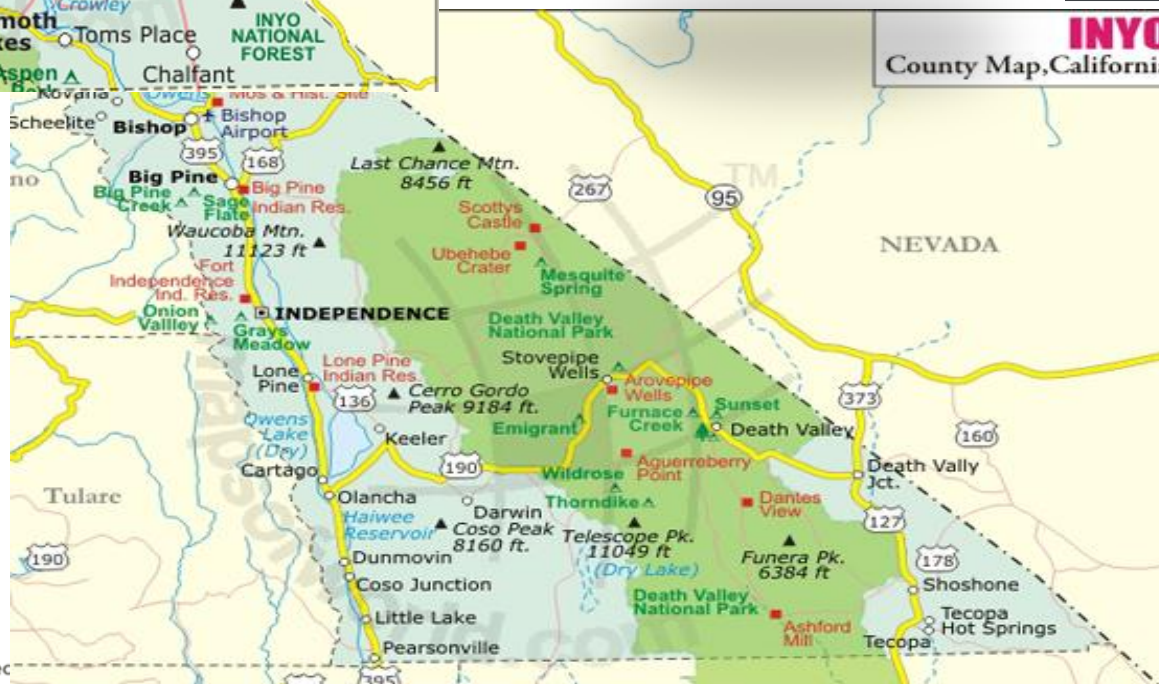 Crowley
moth
Toms Place
INYO
NATIONAL
FOREST
INYO
County Map,California
Chalfant
Aspen
Owens
Mos & Hist. Site
Rovana
Scheelite
Bishop
Bishop
Airport
395
168
Last Chance Mtn.
8456 ft
267
TM
95
Big Pine
Big Pine
Indian Res.
Big Pine
Creek
Sage
Flate
Waucoba Mtn.
11123 ft
Scottys
Castle
Ubehebe
Crater
Mesquite
Spring
NEVADA
Fort
Independence
Ind. Res.
Onion
Vallley
INDEPENDENCE
Grays
Meadow
Death Valley
National Park
Stovepipe
Wells
Arovepipe
Wells
Lone
Pine
Lone Pine
Indian Res.
136
Cerro Gordo
Peak 9184 ft.
373
Furnace
Creek
Sunset
Emigrant
Death Valley
160
Owens
Lake
((Dry)
Keeler
Cartago
190
Wildrose
Aguerreberry
Point
Death Vally
Jct.
Tulare
Olancha
Thorndike
Dantes
View
Haiwee
Reservoir
Darwin
Coso Peak
8160 ft.
Telescope Pk.
11049 ft
(Dry Lake)
127
190
Dunmovin
Funera Pk.
6384 ft
178
Coso Junction
Shoshone
Death Valley
National Park
Little Lake
Ashford
Mill
Tecopa
Hot Springs
Tecopa
Pearsonville
395